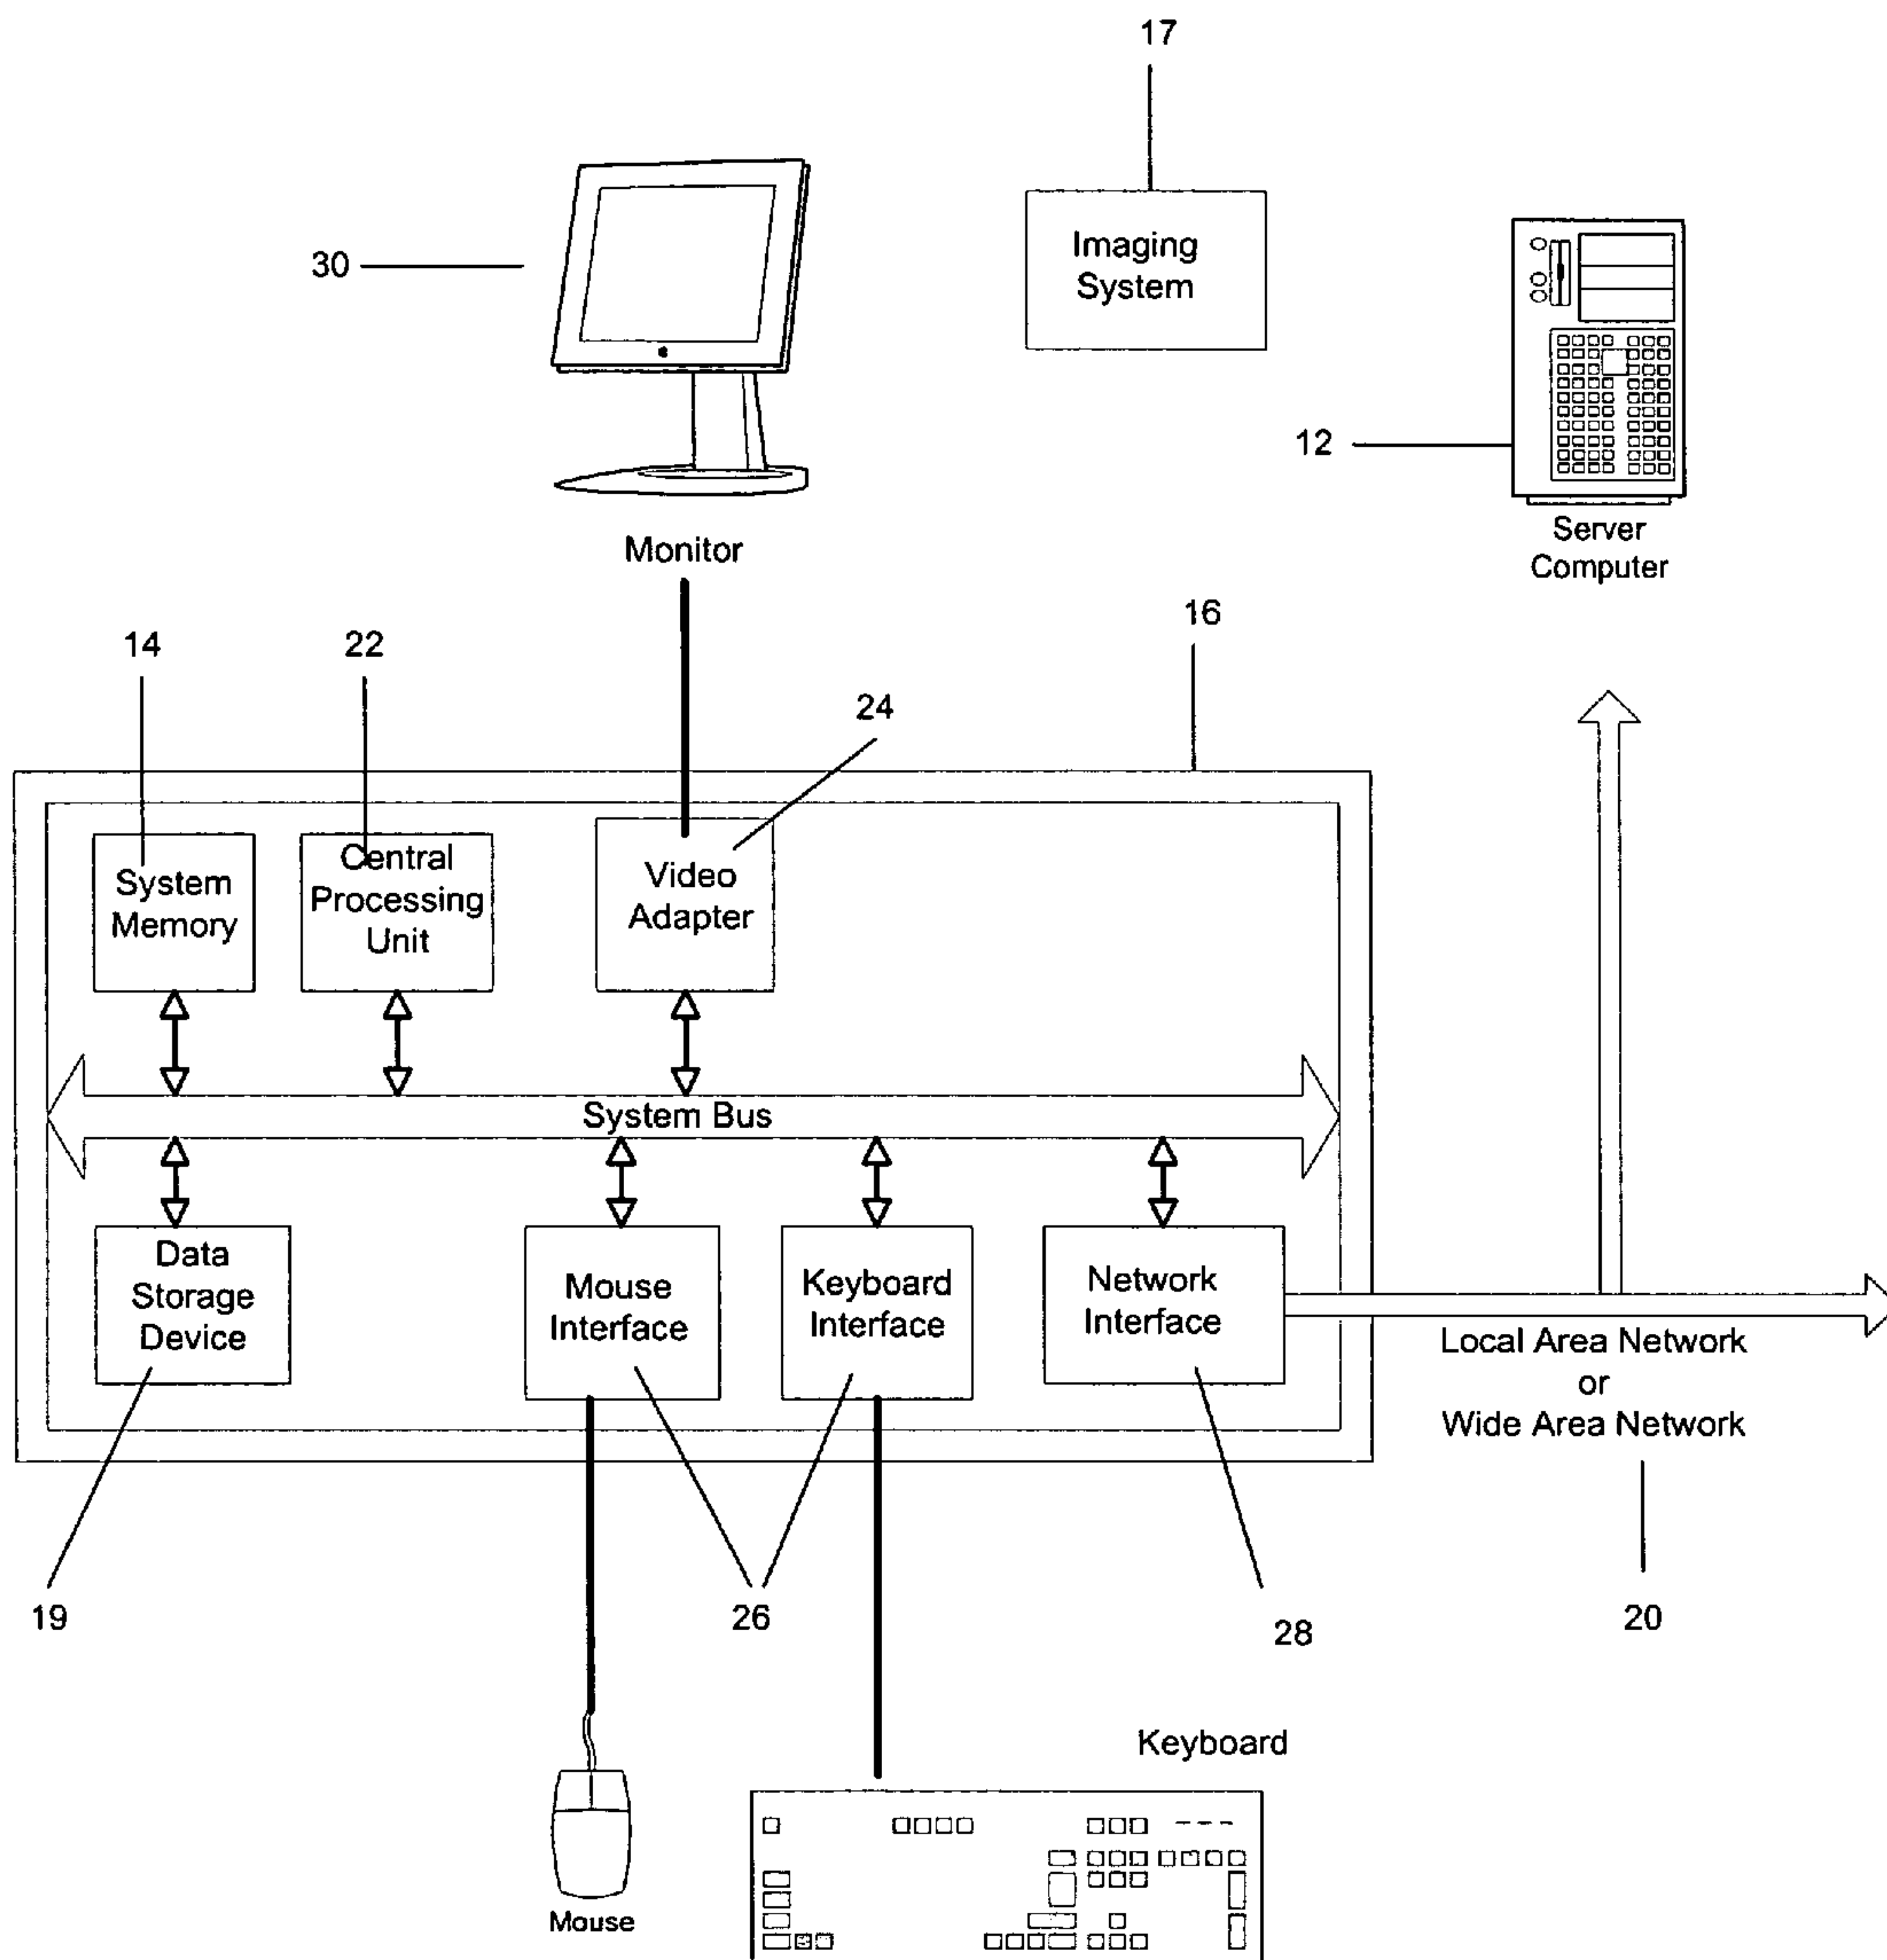 17
30
Imaging
System
12
Server
Computer
Monitor
16
14
22
24
System
Memory
Central
Processing
Unit
Video
Adapter
System Bus
Data
Storage
Device
Mouse
Interface
Keyboard
Interface
Network
Interface
Local Area Network
or
Wide Area Network
19
26
28
20
Keyboard
Mouse